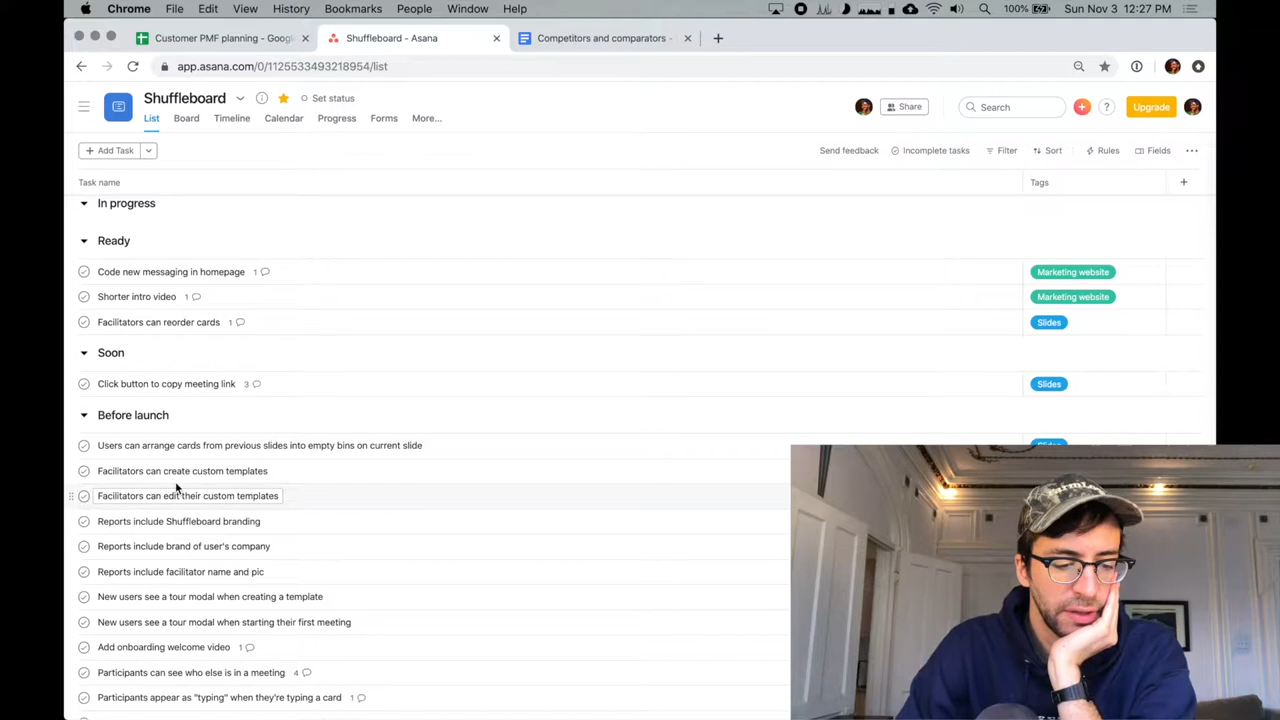 Chrome File Edit View History Bookmarks People Window Help 100% Sun Nov 3 12:27 PM
Customer PMF planning - Googl Shuffleboard - Asana Competitors and comparators -
app.asana.com/0/1125533493218954/list
Shuffleboard Set status Share Search ? Upgrade
List Board Timeline Calendar Progress Forms More...
+ Add Task Send feedback Incomplete tasks Filter Sort Rules Fields
Task name Tags +
In progress
Ready
Code new messaging in homepage 1 Marketing website
Shorter intro video 1 Marketing website
Facilitators can reorder cards 1 Slides
Soon
Click button to copy meeting link 3 Slides
Before launch
Users can arrange cards from previous slides into empty bins on current slide
Facilitators can create custom templates
Facilitators can edit their custom templates
Reports include Shuffleboard branding
Reports include brand of user's company
Reports include facilitator name and pic
New users see a tour modal when creating a template
New users see a tour modal when starting their first meeting
Add onboarding welcome video 1
Participants can see who else is in a meeting 4
Participants appear as "typing" when they're typing a card 1